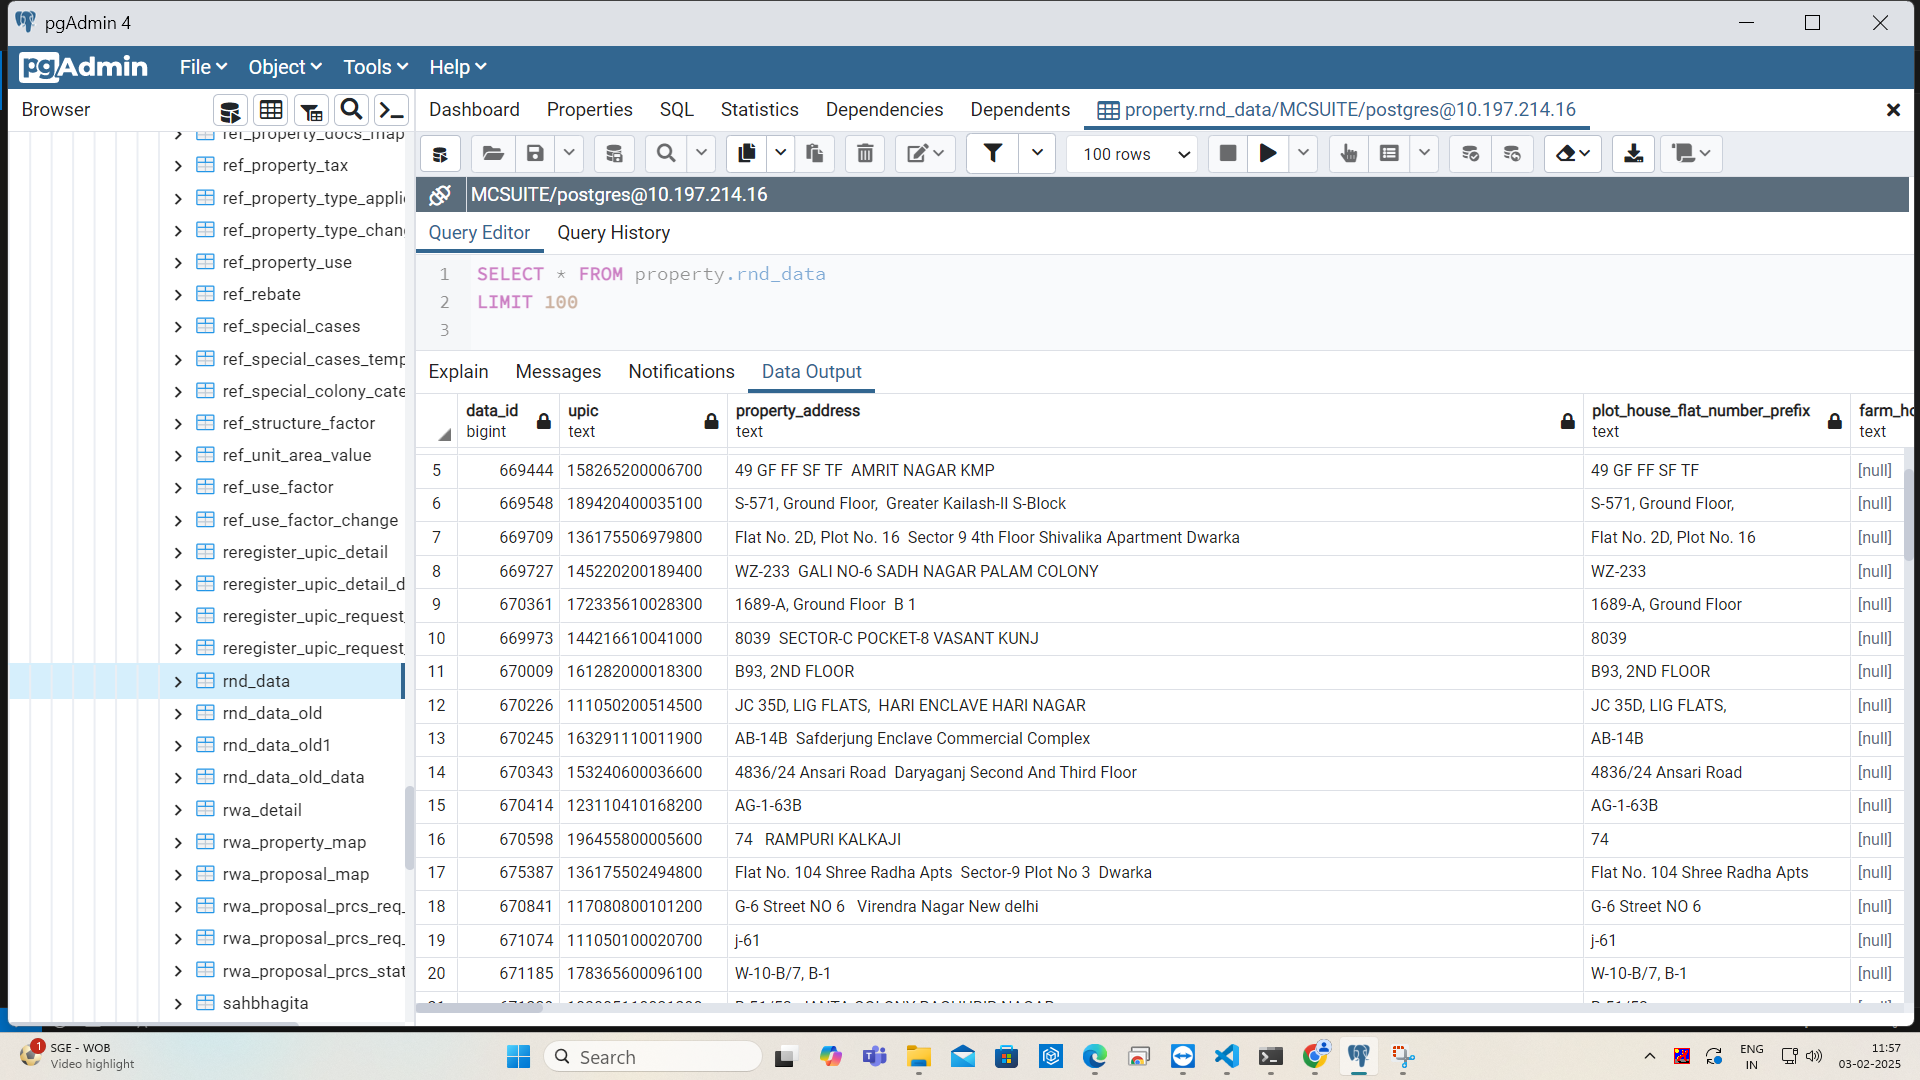 pgAdmin 4
pgAdmin File Object Tools Help
Browser
Dashboard Properties SQL Statistics Dependencies Dependents property.rnd_data/MCSUITE/postgres@10.197.214.16
100 rows
MCSUITE/postgres@10.197.214.16
Query Editor Query History
1 SELECT * FROM property.rnd_data
2 LIMIT 100
3
Explain Messages Notifications Data Output
ref_property_docs_map
ref_property_tax
ref_property_type_appli
ref_property_type_chan
ref_property_use
ref_rebate
ref_special_cases
ref_special_cases_temp
ref_special_colony_cate
ref_structure_factor
ref_unit_area_value
ref_use_factor
ref_use_factor_change
reregister_upic_detail
reregister_upic_detail_d
reregister_upic_request_
reregister_upic_request_
rnd_data
rnd_data_old
rnd_data_old1
rnd_data_old_data
rwa_detail
rwa_property_map
rwa_proposal_map
rwa_proposal_prcs_req_
rwa_proposal_prcs_req_
rwa_proposal_prcs_stat
sahbhagita
data_id upic property_address plot_house_flat_number_prefix farm_ho
bigint text text text text
5 669444 158265200006700 49 GF FF SF TF AMRIT NAGAR KMP 49 GF FF SF TF [null]
6 669548 189420400035100 S-571, Ground Floor, Greater Kailash-II S-Block S-571, Ground Floor, [null]
7 669709 136175506979800 Flat No. 2D, Plot No. 16 Sector 9 4th Floor Shivalika Apartment Dwarka Flat No. 2D, Plot No. 16 [null]
8 669727 145220200189400 WZ-233 GALI NO-6 SADH NAGAR PALAM COLONY WZ-233 [null]
9 670361 172335610028300 1689-A, Ground Floor B 1 1689-A, Ground Floor [null]
10 669973 144216610041000 8039 SECTOR-C POCKET-8 VASANT KUNJ 8039 [null]
11 670009 161282000018300 B93, 2ND FLOOR B93, 2ND FLOOR [null]
12 670226 111050200514500 JC 35D, LIG FLATS, HARI ENCLAVE HARI NAGAR JC 35D, LIG FLATS, [null]
13 670245 163291110011900 AB-14B Safderjung Enclave Commercial Complex AB-14B [null]
14 670343 153240600036600 4836/24 Ansari Road Daryaganj Second And Third Floor 4836/24 Ansari Road [null]
15 670414 123110410168200 AG-1-63B AG-1-63B [null]
16 670598 196455800005600 74 RAMPURI KALKAJI 74 [null]
17 675387 136175502494800 Flat No. 104 Shree Radha Apts Sector-9 Plot No 3 Dwarka Flat No. 104 Shree Radha Apts [null]
18 670841 117080800101200 G-6 Street NO 6 Virendra Nagar New delhi G-6 Street NO 6 [null]
19 671074 111050100020700 j-61 j-61 [null]
20 671185 178365600096100 W-10-B/7, B-1 W-10-B/7, B-1 [null]
1 SGE - WOB
Video highlight
Search
ENG
IN
11:57
03-02-2025